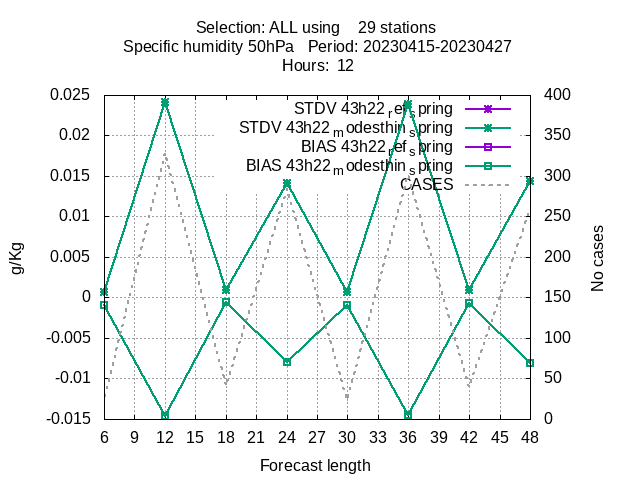 Selection: ALL using    29 stations
Specific humidity 50hPa   Period: 20230415-20230427
Hours:  12
0.025 400
STDV 43h22_ref_spring
STDV 43h22_modesthin_spring
0.02 350
BIAS 43h22_ref_spring
BIAS 43h22_modesthin_spring
0.015 300
CASES
0.01 250
0.005 200
g/Kg
No cases
0 150
-0.005 100
-0.01 50
-0.015 0
6 9 12 15 18 21 24 27 30 33 36 39 42 45 48
Forecast length